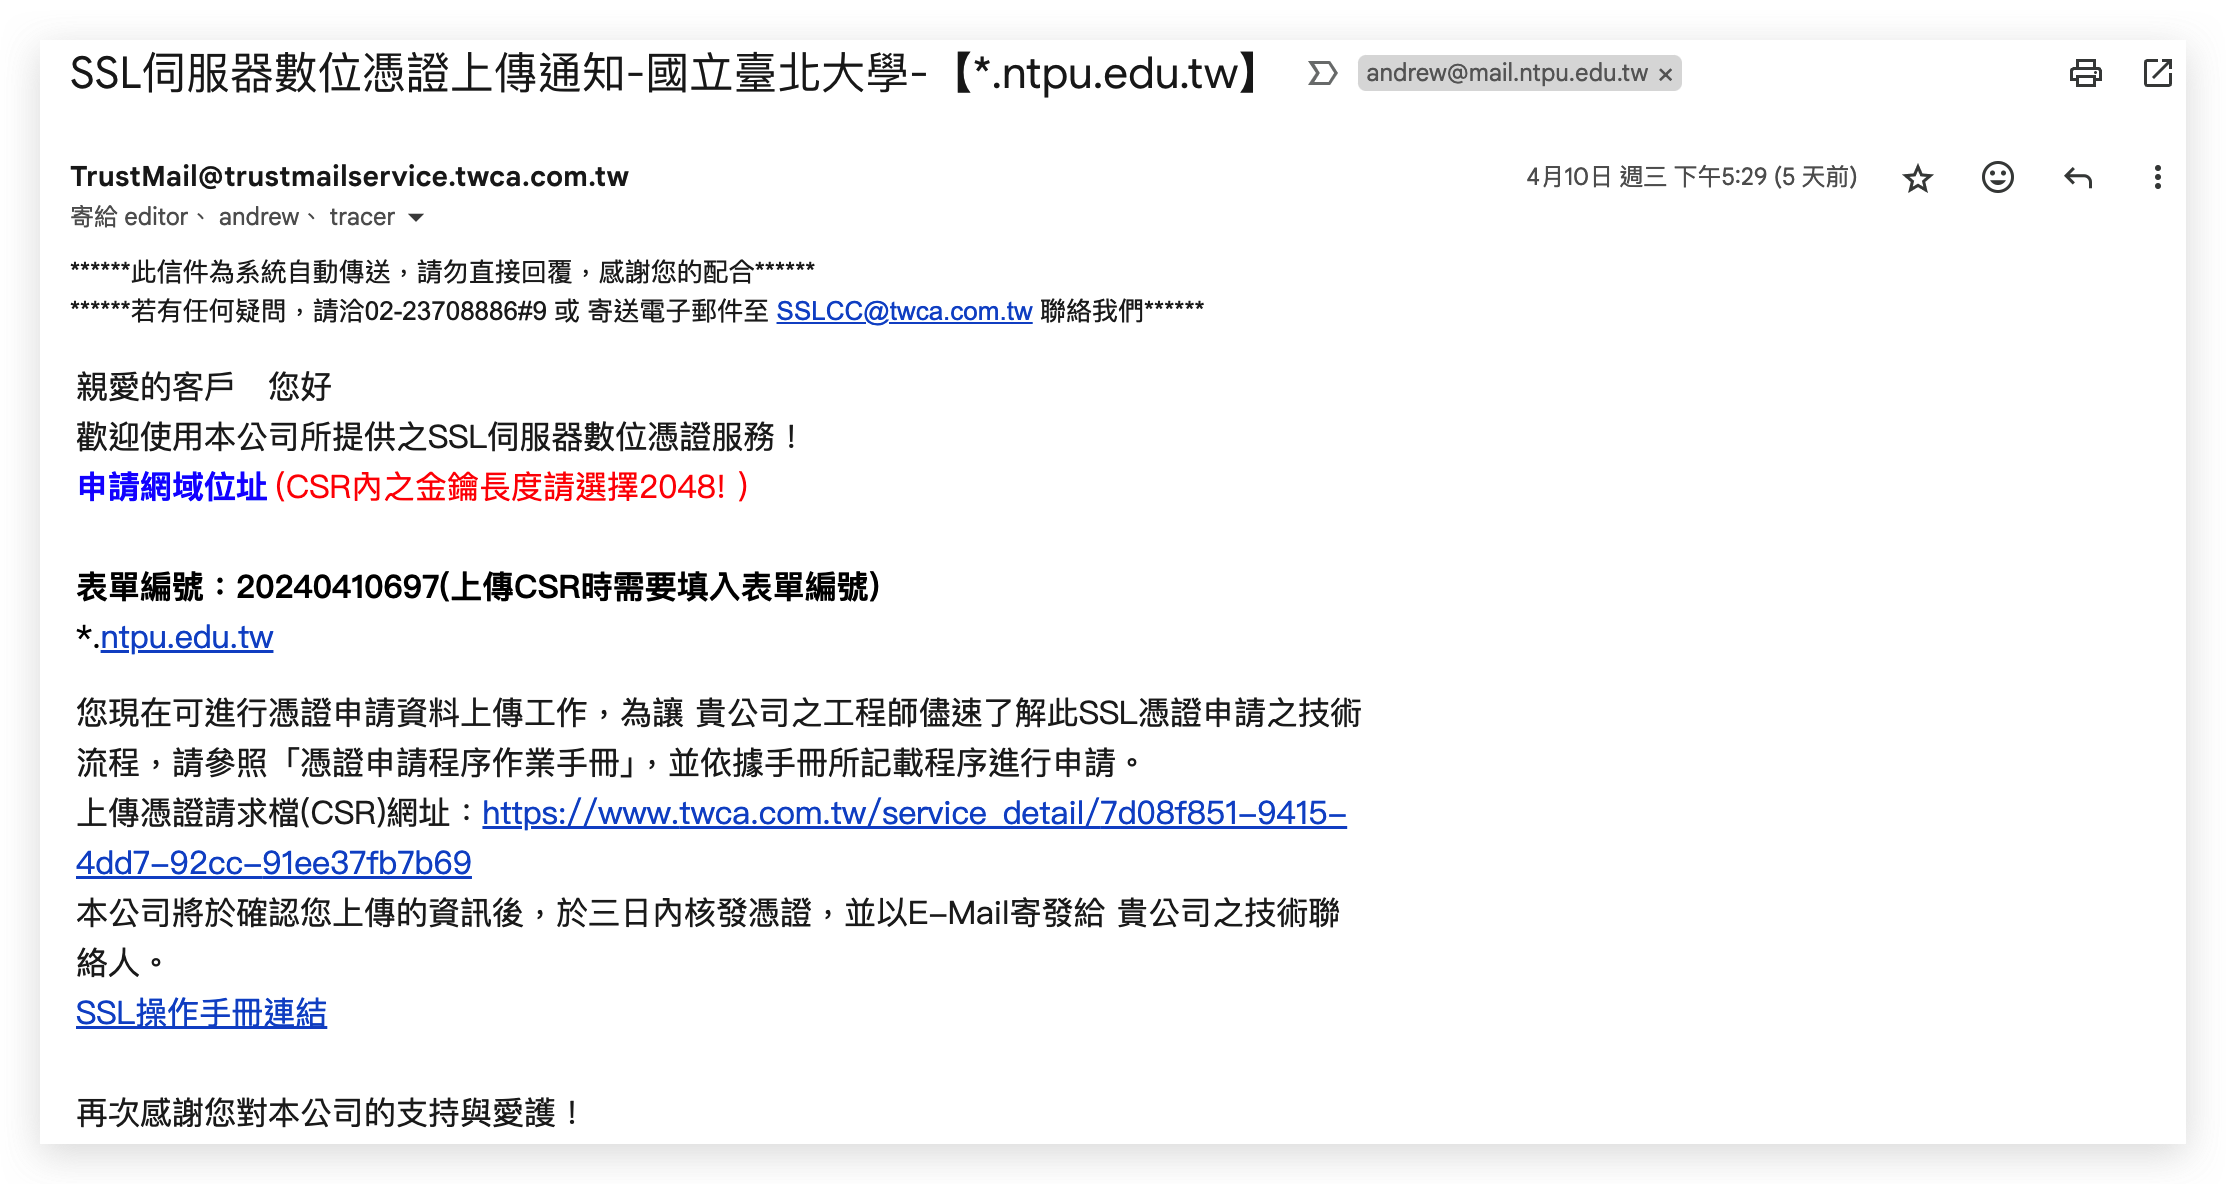 SSL伺服器數位憑證上傳通知-國立臺北大學-【*.ntpu.edu.tw】 andrew@mail.ntpu.edu.tw ×
TrustMail@trustmailservice.twca.com.tw 4月10日 週三 下午5:29 (5 天前)
寄給 editor、 andrew、 tracer
******此信件為系統自動傳送，請勿直接回覆，感謝您的配合******
******若有任何疑問，請洽02-23708886#9 或 寄送電子郵件至 SSLCC@twca.com.tw 聯絡我們******
親愛的客戶　您好
歡迎使用本公司所提供之SSL伺服器數位憑證服務！
申請網域位址 (CSR內之金鑰長度請選擇2048! ）
表單編號：20240410697(上傳CSR時需要填入表單編號)
*.ntpu.edu.tw
您現在可進行憑證申請資料上傳工作，為讓 貴公司之工程師儘速了解此SSL憑證申請之技術
流程，請參照「憑證申請程序作業手冊」，並依據手冊所記載程序進行申請。
上傳憑證請求檔(CSR)網址：https://www.twca.com.tw/service_detail/7d08f851-9415-
4dd7-92cc-91ee37fb7b69
本公司將於確認您上傳的資訊後，於三日內核發憑證，並以E-Mail寄發給 貴公司之技術聯
絡人。
SSL操作手冊連結
再次感謝您對本公司的支持與愛護！